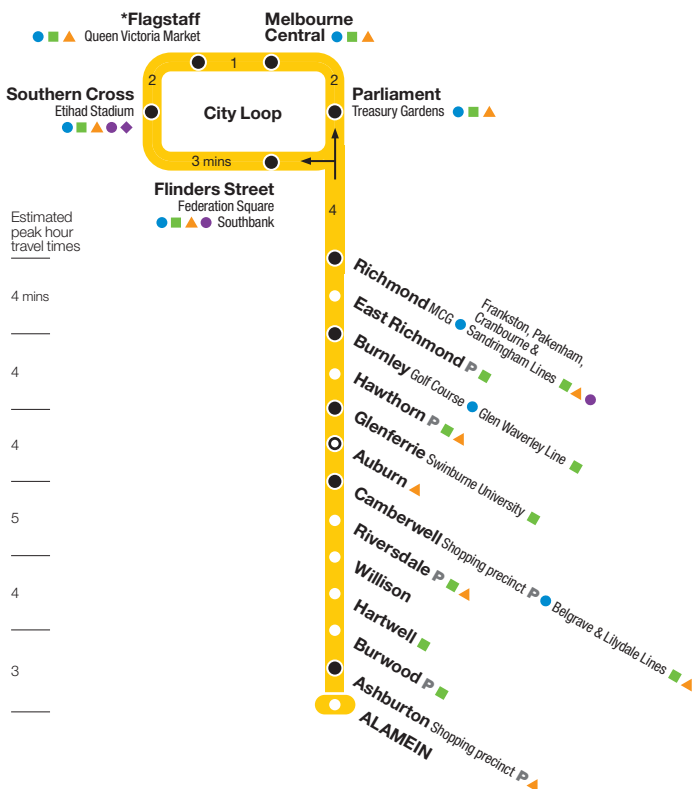 *Flagstaff
Queen Victoria Market
Melbourne
Central
2
1
2
Southern Cross
Etihad Stadium
City Loop
Parliament
Treasury Gardens
3 mins
Flinders Street
Federation Square
Southbank
4
Estimated
peak hour
travel times
4 mins
4
4
5
4
3
Richmond MCG
Frankston, Pakenham,
Cranbourne &
Sandringham Lines
East Richmond P
Burnley Golf Course Glen Waverley Line
Hawthorn P
Glenferrie Swinburne University
Auburn
Camberwell Shopping precinct P Belgrave & Lilydale Lines
Riversdale P
Willison
Hartwell
Burwood P
Ashburton Shopping precinct P
ALAMEIN